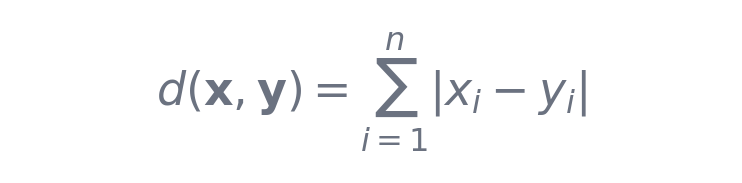 d(𝐱, 𝐲) = ∑_{i=1}^{n} |x_i − y_i|